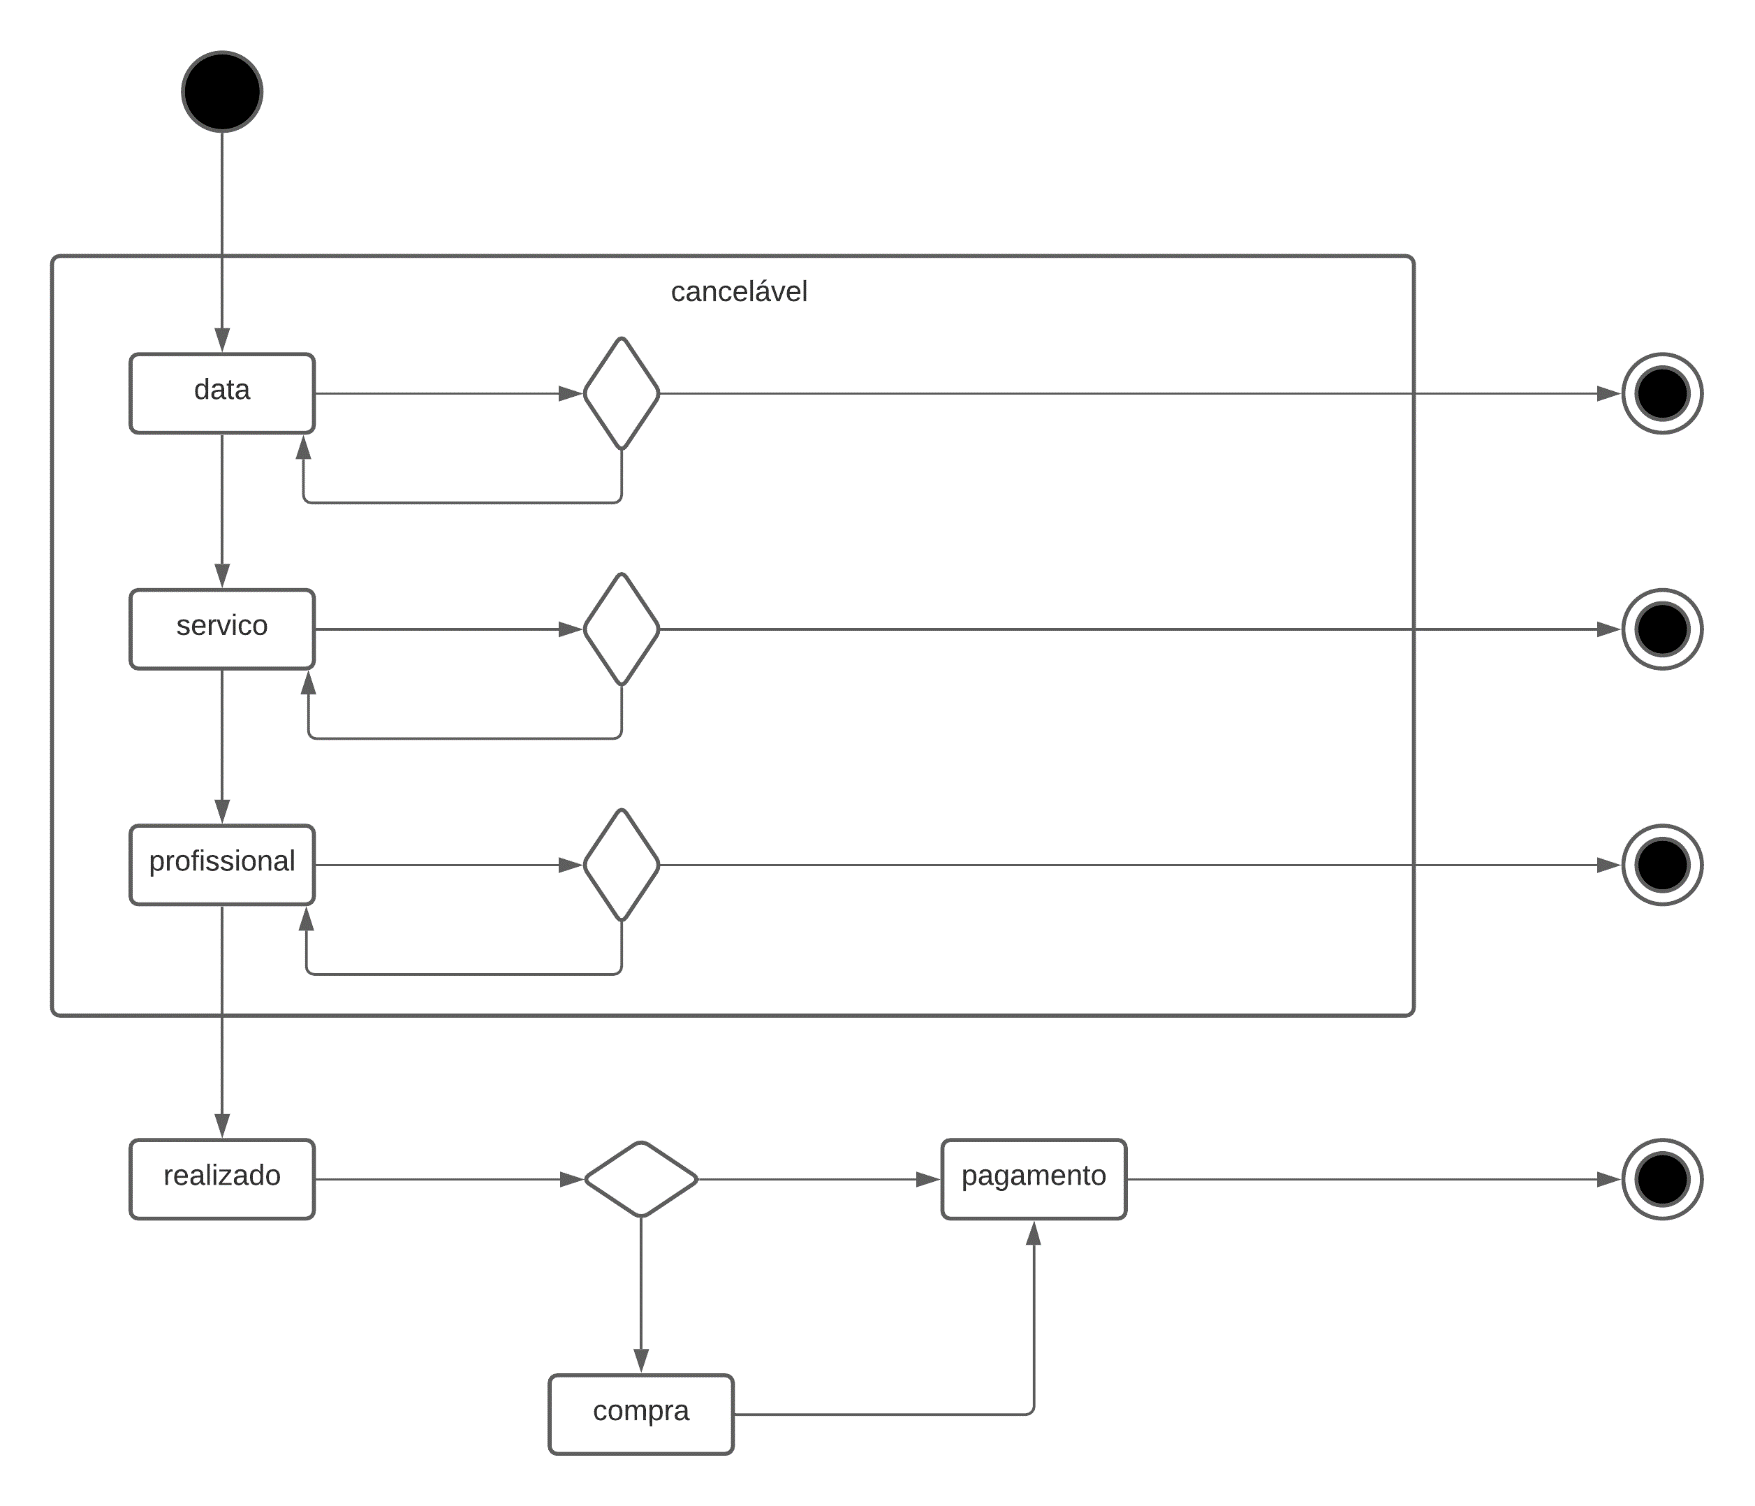 cancelável
data
servico
profissional
realizado
pagamento
compra